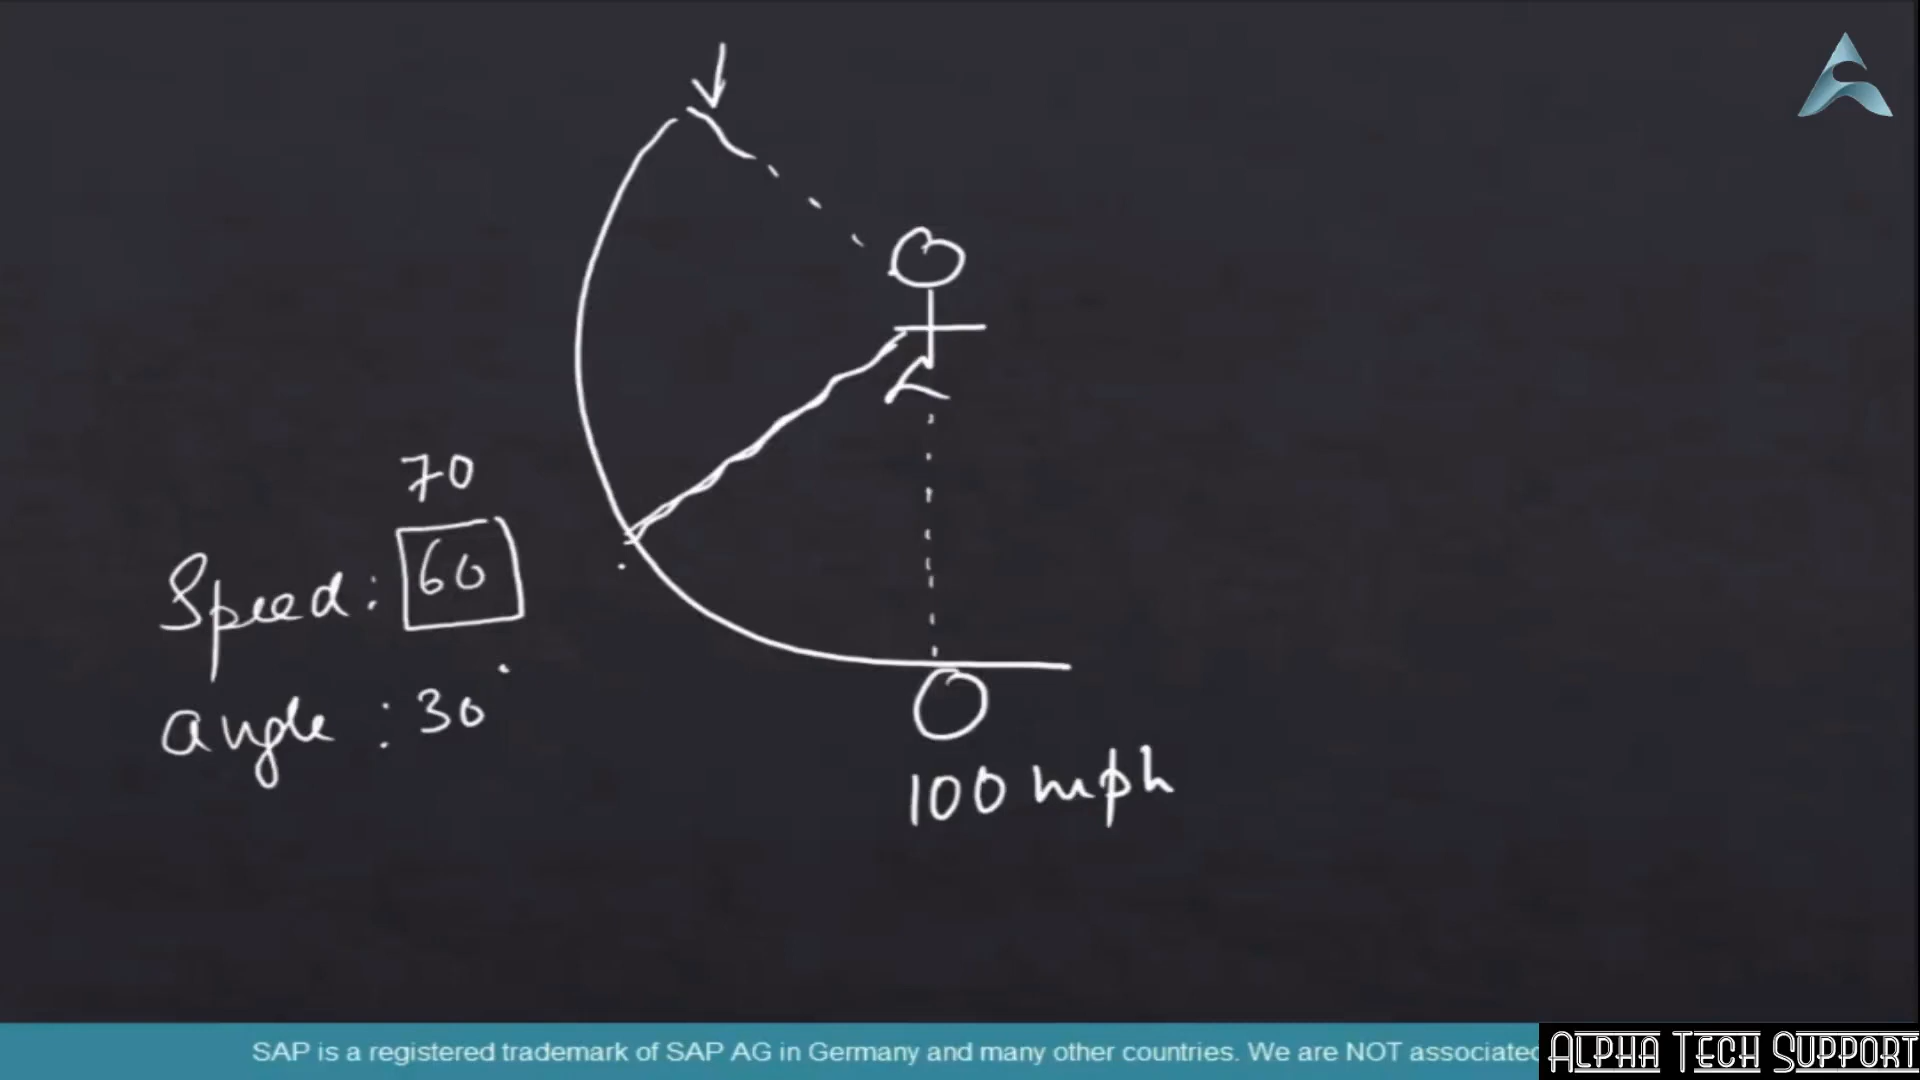 70
Speed: 60
angle: 30°
100 mph
SAP is a registered trademark of SAP AG in Germany and many other countries. We are NOT associated
ALPHA TECH SUPPORT